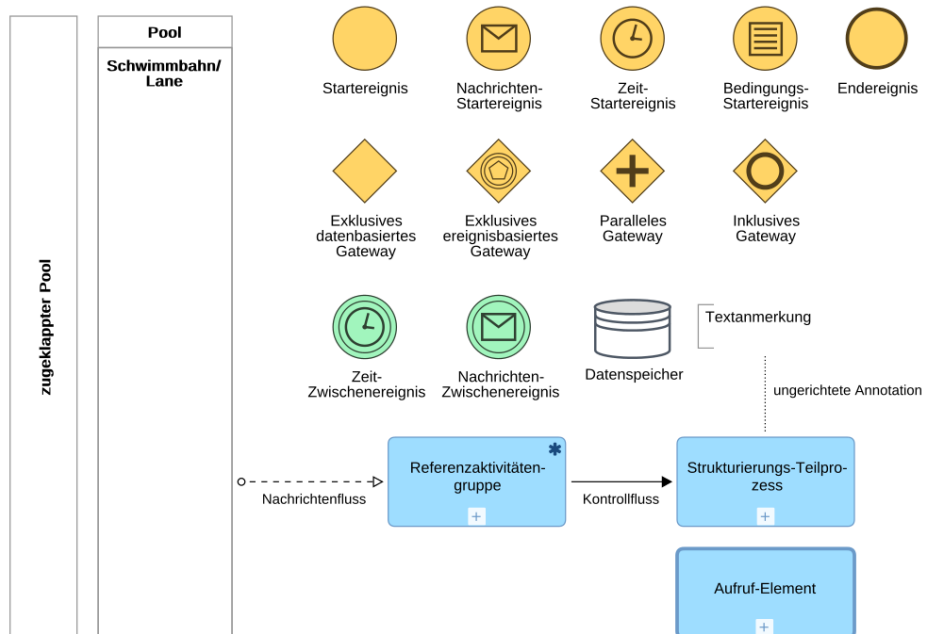 zugeklappter Pool
Pool
Schwimmbahn/
Lane
Startereignis
Nachrichten-
Startereignis
Zeit-
Startereignis
Bedingungs-
Startereignis
Endereignis
Exklusives
datenbasiertes
Gateway
Exklusives
ereignisbasiertes
Gateway
Paralleles
Gateway
Inklusives
Gateway
Zeit-
Zwischenereignis
Nachrichten-
Zwischenereignis
Datenspeicher
Textanmerkung
ungerichtete Annotation
Nachrichtenfluss
Referenzaktivitäten-
gruppe
Kontrollfluss
Strukturierungs-Teilpro-
zess
Aufruf-Element